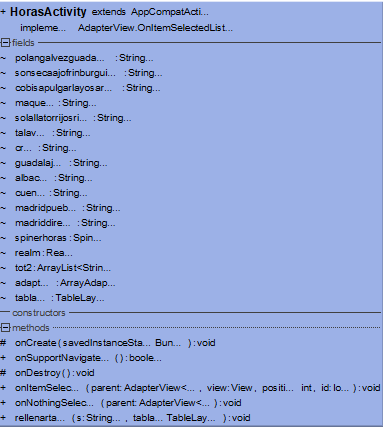 + HorasActivity extends AppCompatActi...
impleme... AdapterView.OnItemSelectedList...
fields
~ polangalvezguada... :String...
~ sonsecaajofrinburgui... :String...
~ cobisapulgarlayosar... :String...
~ maque... :String...
~ solallatorrijosri... :String...
~ talav... :String...
~ cr... :String...
~ guadalaj... :String...
~ albac... :String...
~ cuen... :String...
~ madridpueb... :String...
~ madriddire... :String...
~ spinerhoras :Spin...
~ realm :Rea...
~ tot2 :ArrayList<Strin...
~ adapt... :ArrayAdap...
~ tabla... :TableLay...
constructors
methods
# onCreate (savedInstanceSta... Bun... ) :void
+ onSupportNavigate... () :boole...
# onDestroy () :void
+ onItemSelec... (parent: AdapterView<... , view: View, positi... int, id: lo... ) :void
+ onNothingSelec... (parent: AdapterView<... ) :void
+ rellenarta... (s: String... , tabla... TableLay... ) :void